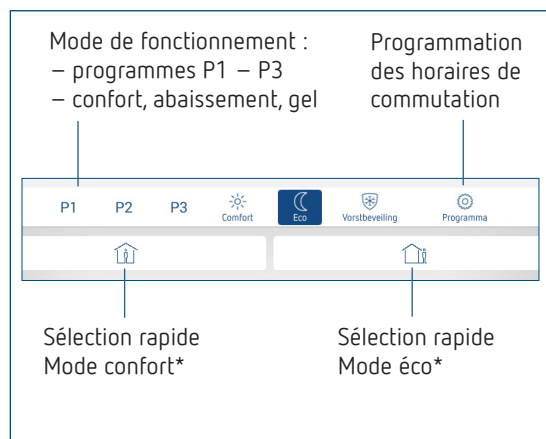 Mode de fonctionnement :
– programmes P1 – P3
– confort, abaissement, gel
Programmation
des horaires de
commutation
P1 P2 P3 Comfort Eco Vorstbeveiling Programma
Sélection rapide
Mode confort*
Sélection rapide
Mode éco*